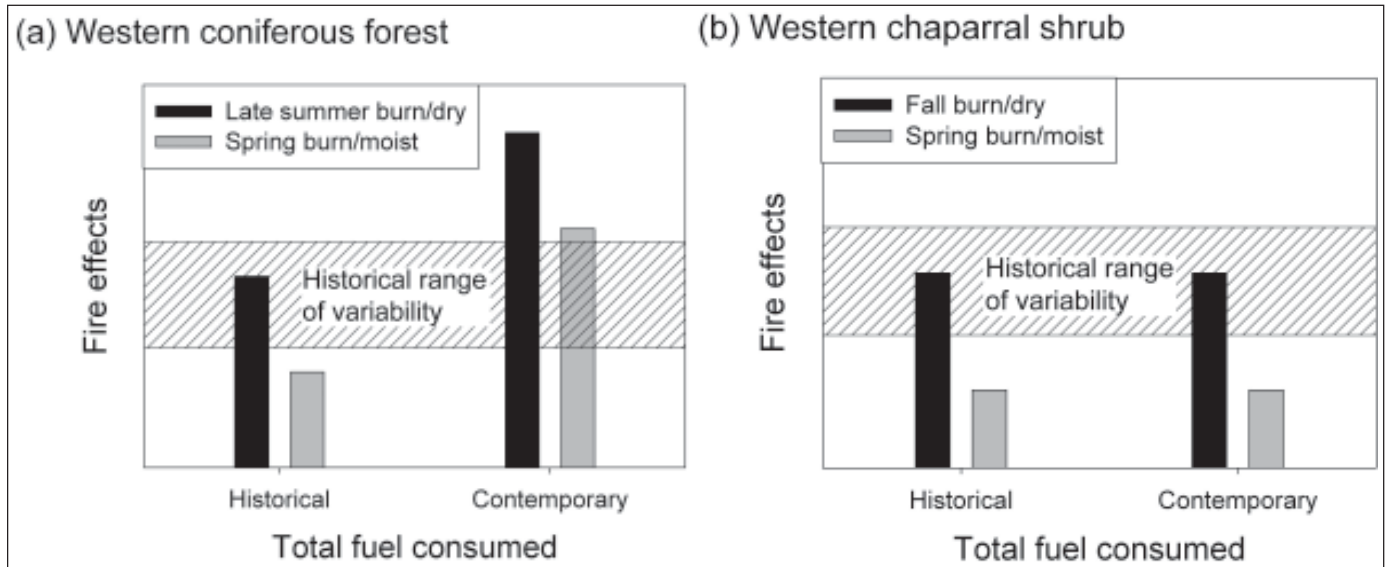 (a) Western coniferous forest
Late summer burn/dry
Spring burn/moist
Fire effects
Historical range
of variability
Historical
Contemporary
Total fuel consumed
(b) Western chaparral shrub
Fall burn/dry
Spring burn/moist
Fire effects
Historical range
of variability
Historical
Contemporary
Total fuel consumed